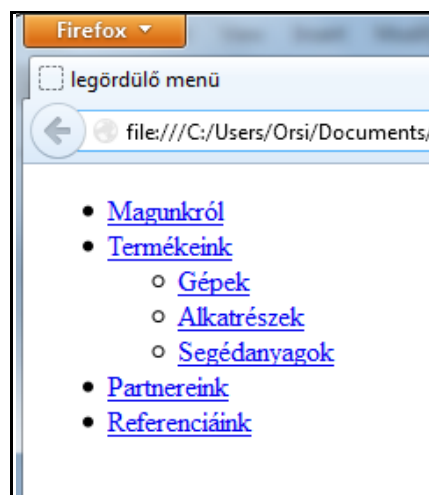 Firefox
legördülő menü
file:///C:/Users/Orsi/Documents/
Magunkról
Termékeink
Gépek
Alkatrészek
Segédanyagok
Partnereink
Referenciáink